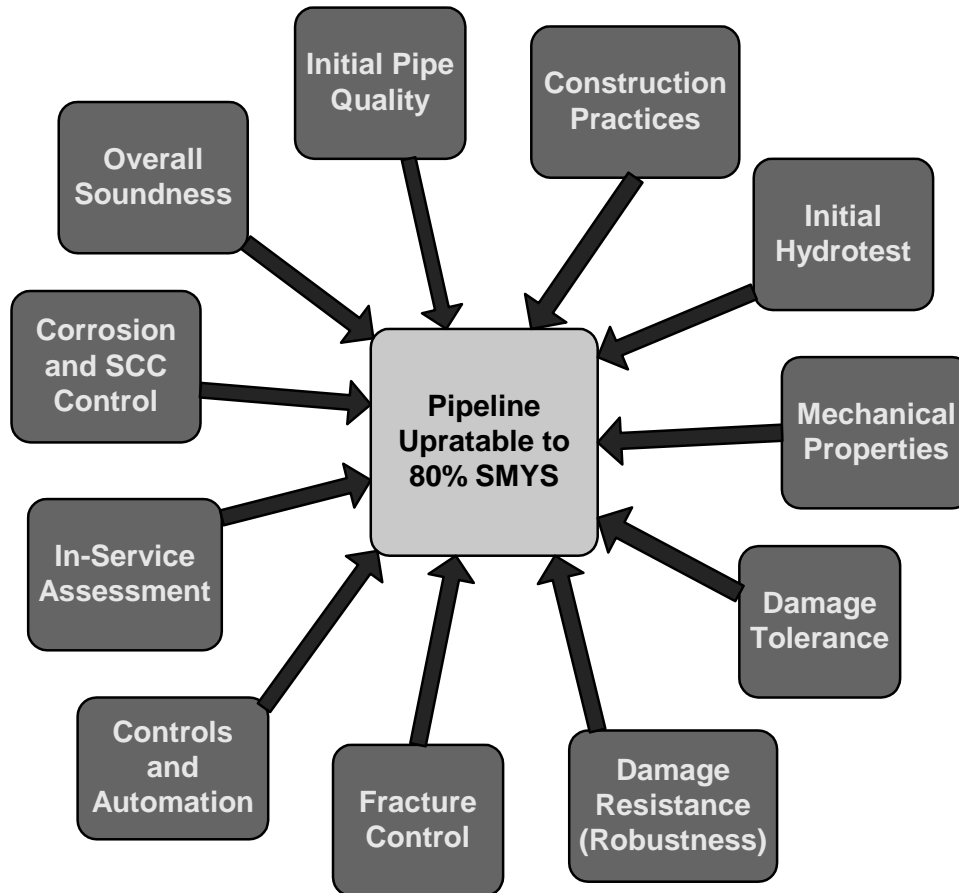 Initial Pipe
Quality
Construction
Practices
Overall
Soundness
Initial
Hydrotest
Corrosion
and SCC
Control
Pipeline
Upratable to
80% SMYS
Mechanical
Properties
In-Service
Assessment
Damage
Tolerance
Controls
and
Automation
Fracture
Control
Damage
Resistance
(Robustness)